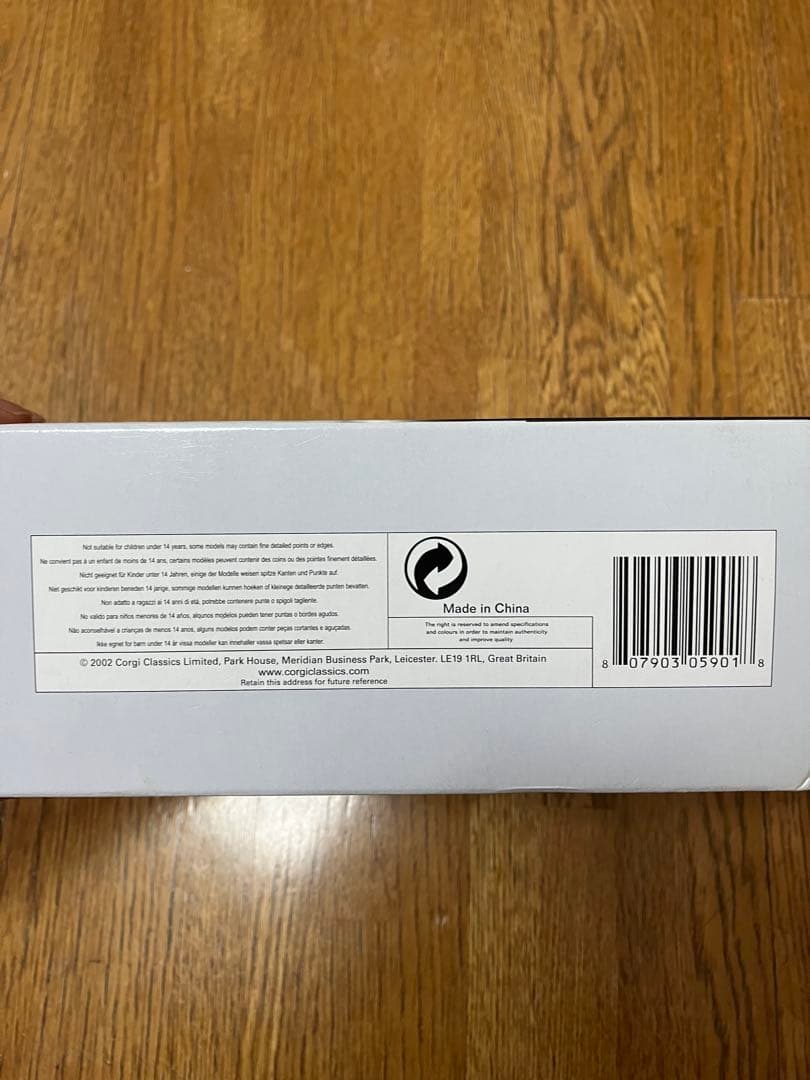 Not suitable for children under 14 years, some models may contain fine detailed points or edges.
Ne convient pas à un enfant de moins de 14 ans, certains modèles peuvent contenir des coins ou des pointes finement détaillées.
Nicht geeignet für Kinder unter 14 Jahren, einige der Modelle weisen spitze Kanten und Punkte auf.
Niet geschikt voor kinderen beneden 14 jarige, sommige modellen kunnen hoeken of kleinege detailleerde punten bevatten.
Non adatto a ragazzi ai 14 anni di età, potrebbe contenere punte o spigoli tagliente.
No valido para niños menores de 14 años, algunos modelos pueden tener puntas o bordes agudos.
Não aconselhável a crianças de menos 14 anos, alguns modelos podem conter peças cortantes e aguçadas.
Ikke egnet for barn under 14 år vissa modeller kan innehaller vassa spetsar eller kanter.
Made in China
The right is reserved to amend specifications
and colours in order to maintain authenticity
and improve quality
© 2002 Corgi Classics Limited, Park House, Meridian Business Park, Leicester. LE19 1RL, Great Britain
www.corgiclassics.com
Retain this address for future reference
8 07903 05901 8